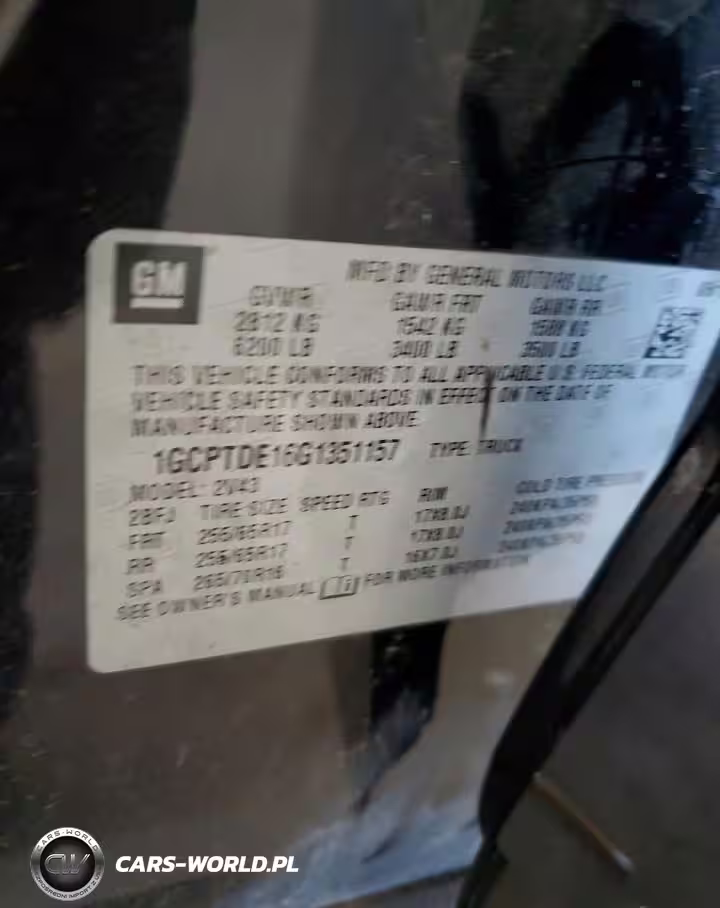 GM
MFD BY GENERAL MOTORS LLC
GVWR GAWR FRT GAWR RR
2812 KG 1542 KG 1588 KG
6200 LB 3400 LB 3500 LB
THIS VEHICLE CONFORMS TO ALL APPLICABLE U.S. FEDERAL MOTOR
VEHICLE SAFETY STANDARDS IN EFFECT ON THE DATE OF
MANUFACTURE SHOWN ABOVE.
1GCPTDE16G1351157 TYPE: TRUCK
MODEL: 2V43
28FJ TIRE SIZE SPEED RTG RIM COLD TIRE PRESSURE
FRT 255/65R17 T 17X8.0J
RR 255/65R17 T 17X8.0J
SPA 265/70R16 T 16X7.0J
SEE OWNER'S MANUAL FOR MORE INFORMATION
CARS-WORLD
CW
CARS-WORLD.PL